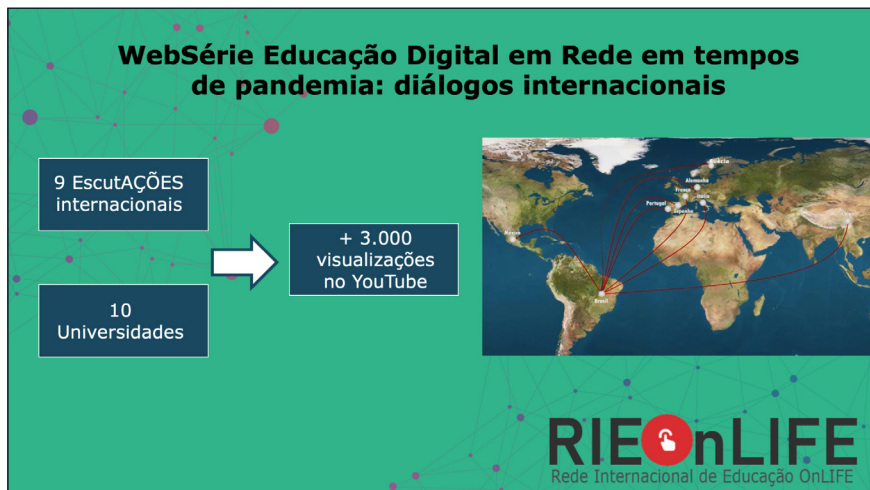 WebSérie Educação Digital em Rede em tempos
de pandemia: diálogos internacionais
9 EscutAÇÕES
internacionais
+ 3.000
visualizações
no YouTube
10
Universidades
Suécia
Alemanha
França
Itália
Portugal
Espanha
México
Brasil
RIEOnLIFE
Rede Internacional de Educação OnLIFE